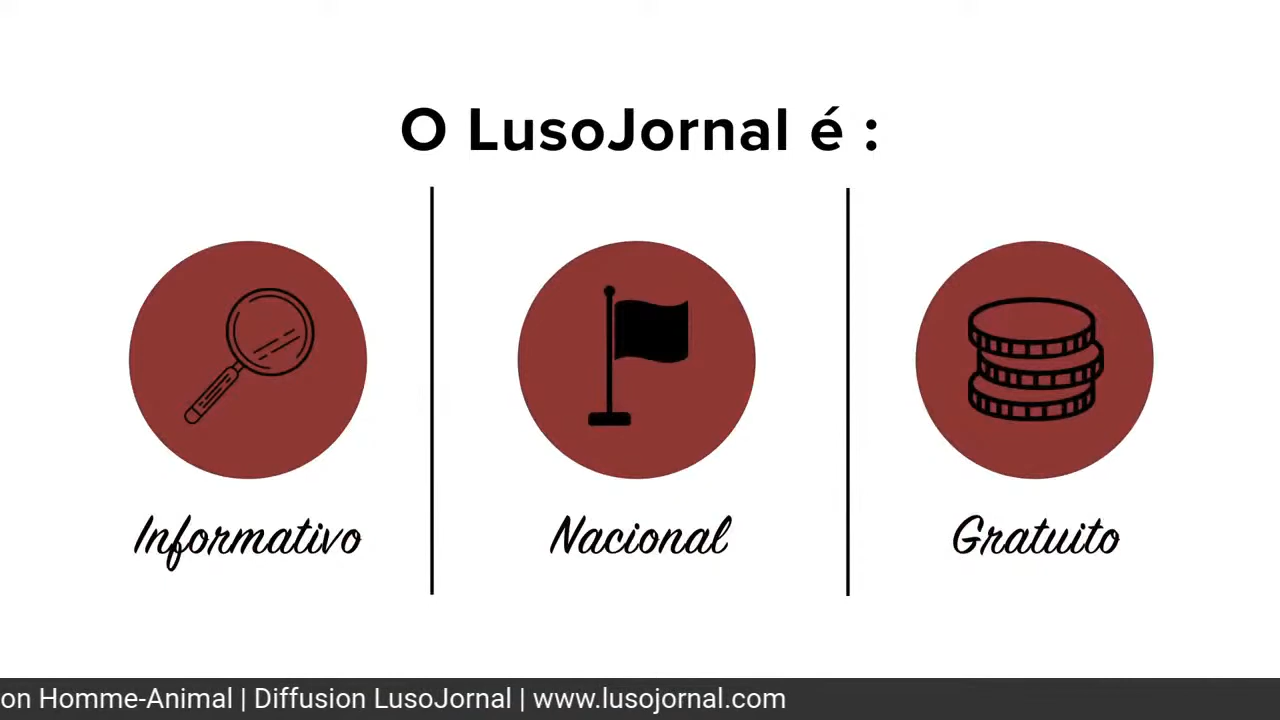 O LusoJornal é :
Informativo
Nacional
Gratuito
on Homme-Animal | Diffusion LusoJornal | www.lusojornal.com